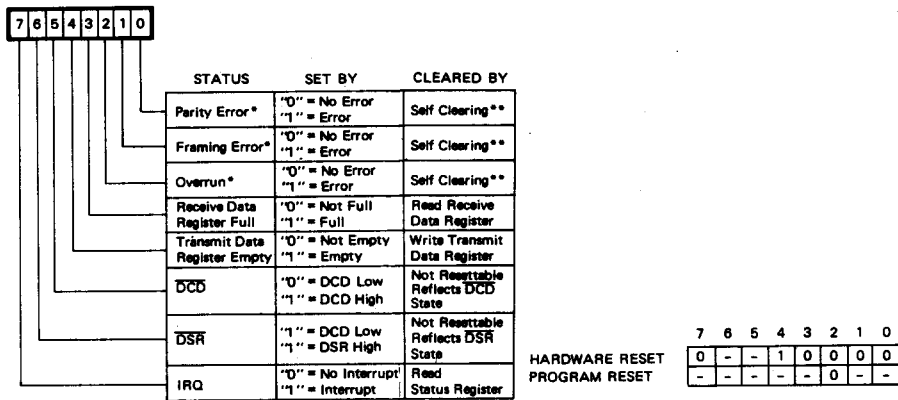 7 6 5 4 3 2 1 0
STATUS SET BY CLEARED BY
Parity Error* "0" = No Error Self Clearing**
"1" = Error
Framing Error* "0" = No Error Self Clearing**
"1" = Error
Overrun* "0" = No Error Self Clearing**
"1" = Error
Receive Data "0" = Not Full Read Receive
Register Full "1" = Full Data Register
Transmit Data "0" = Not Empty Write Transmit
Register Empty "1" = Empty Data Register
DCD "0" = DCD Low Not Resettable
"1" = DCD High Reflects DCD
State
DSR "1" = DCD Low Not Resettable
"1" = DSR High Reflects DSR
State
IRQ "0" = No Interrupt Read
"1" = Interrupt Status Register
7 6 5 4 3 2 1 0
HARDWARE RESET 0 - - 1 0 0 0 0
PROGRAM RESET - - - - - 0 - -